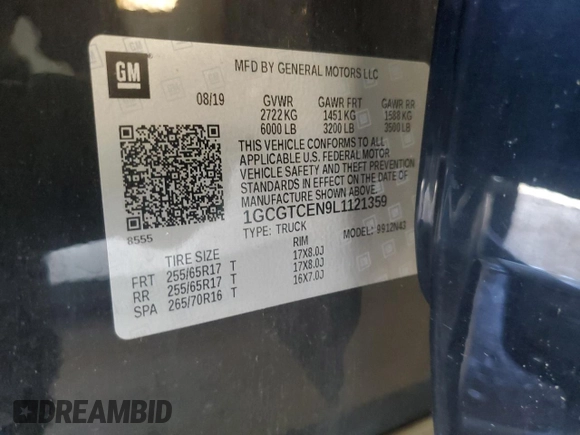 GM
MFD BY GENERAL MOTORS LLC
08/19 GVWR GAWR FRT GAWR RR
2722 KG 1451 KG 1588 KG
6000 LB 3200 LB 3500 LB
THIS VEHICLE CONFORMS TO ALL
APPLICABLE U.S. FEDERAL MOTOR
VEHICLE SAFETY AND THEFT PREVENTION
STANDARDS IN EFFECT ON THE DATE OF
MANUFACTURE SHOWN ABOVE.
1GCGTCEN9L1121359
8555 TYPE: TRUCK MODEL: 9912N43
TIRE SIZE RIM
FRT 255/65R17 T 17X8.0J
RR 255/65R17 T 17X8.0J
SPA 265/70R16 T 16X7.0J
DREAMBID